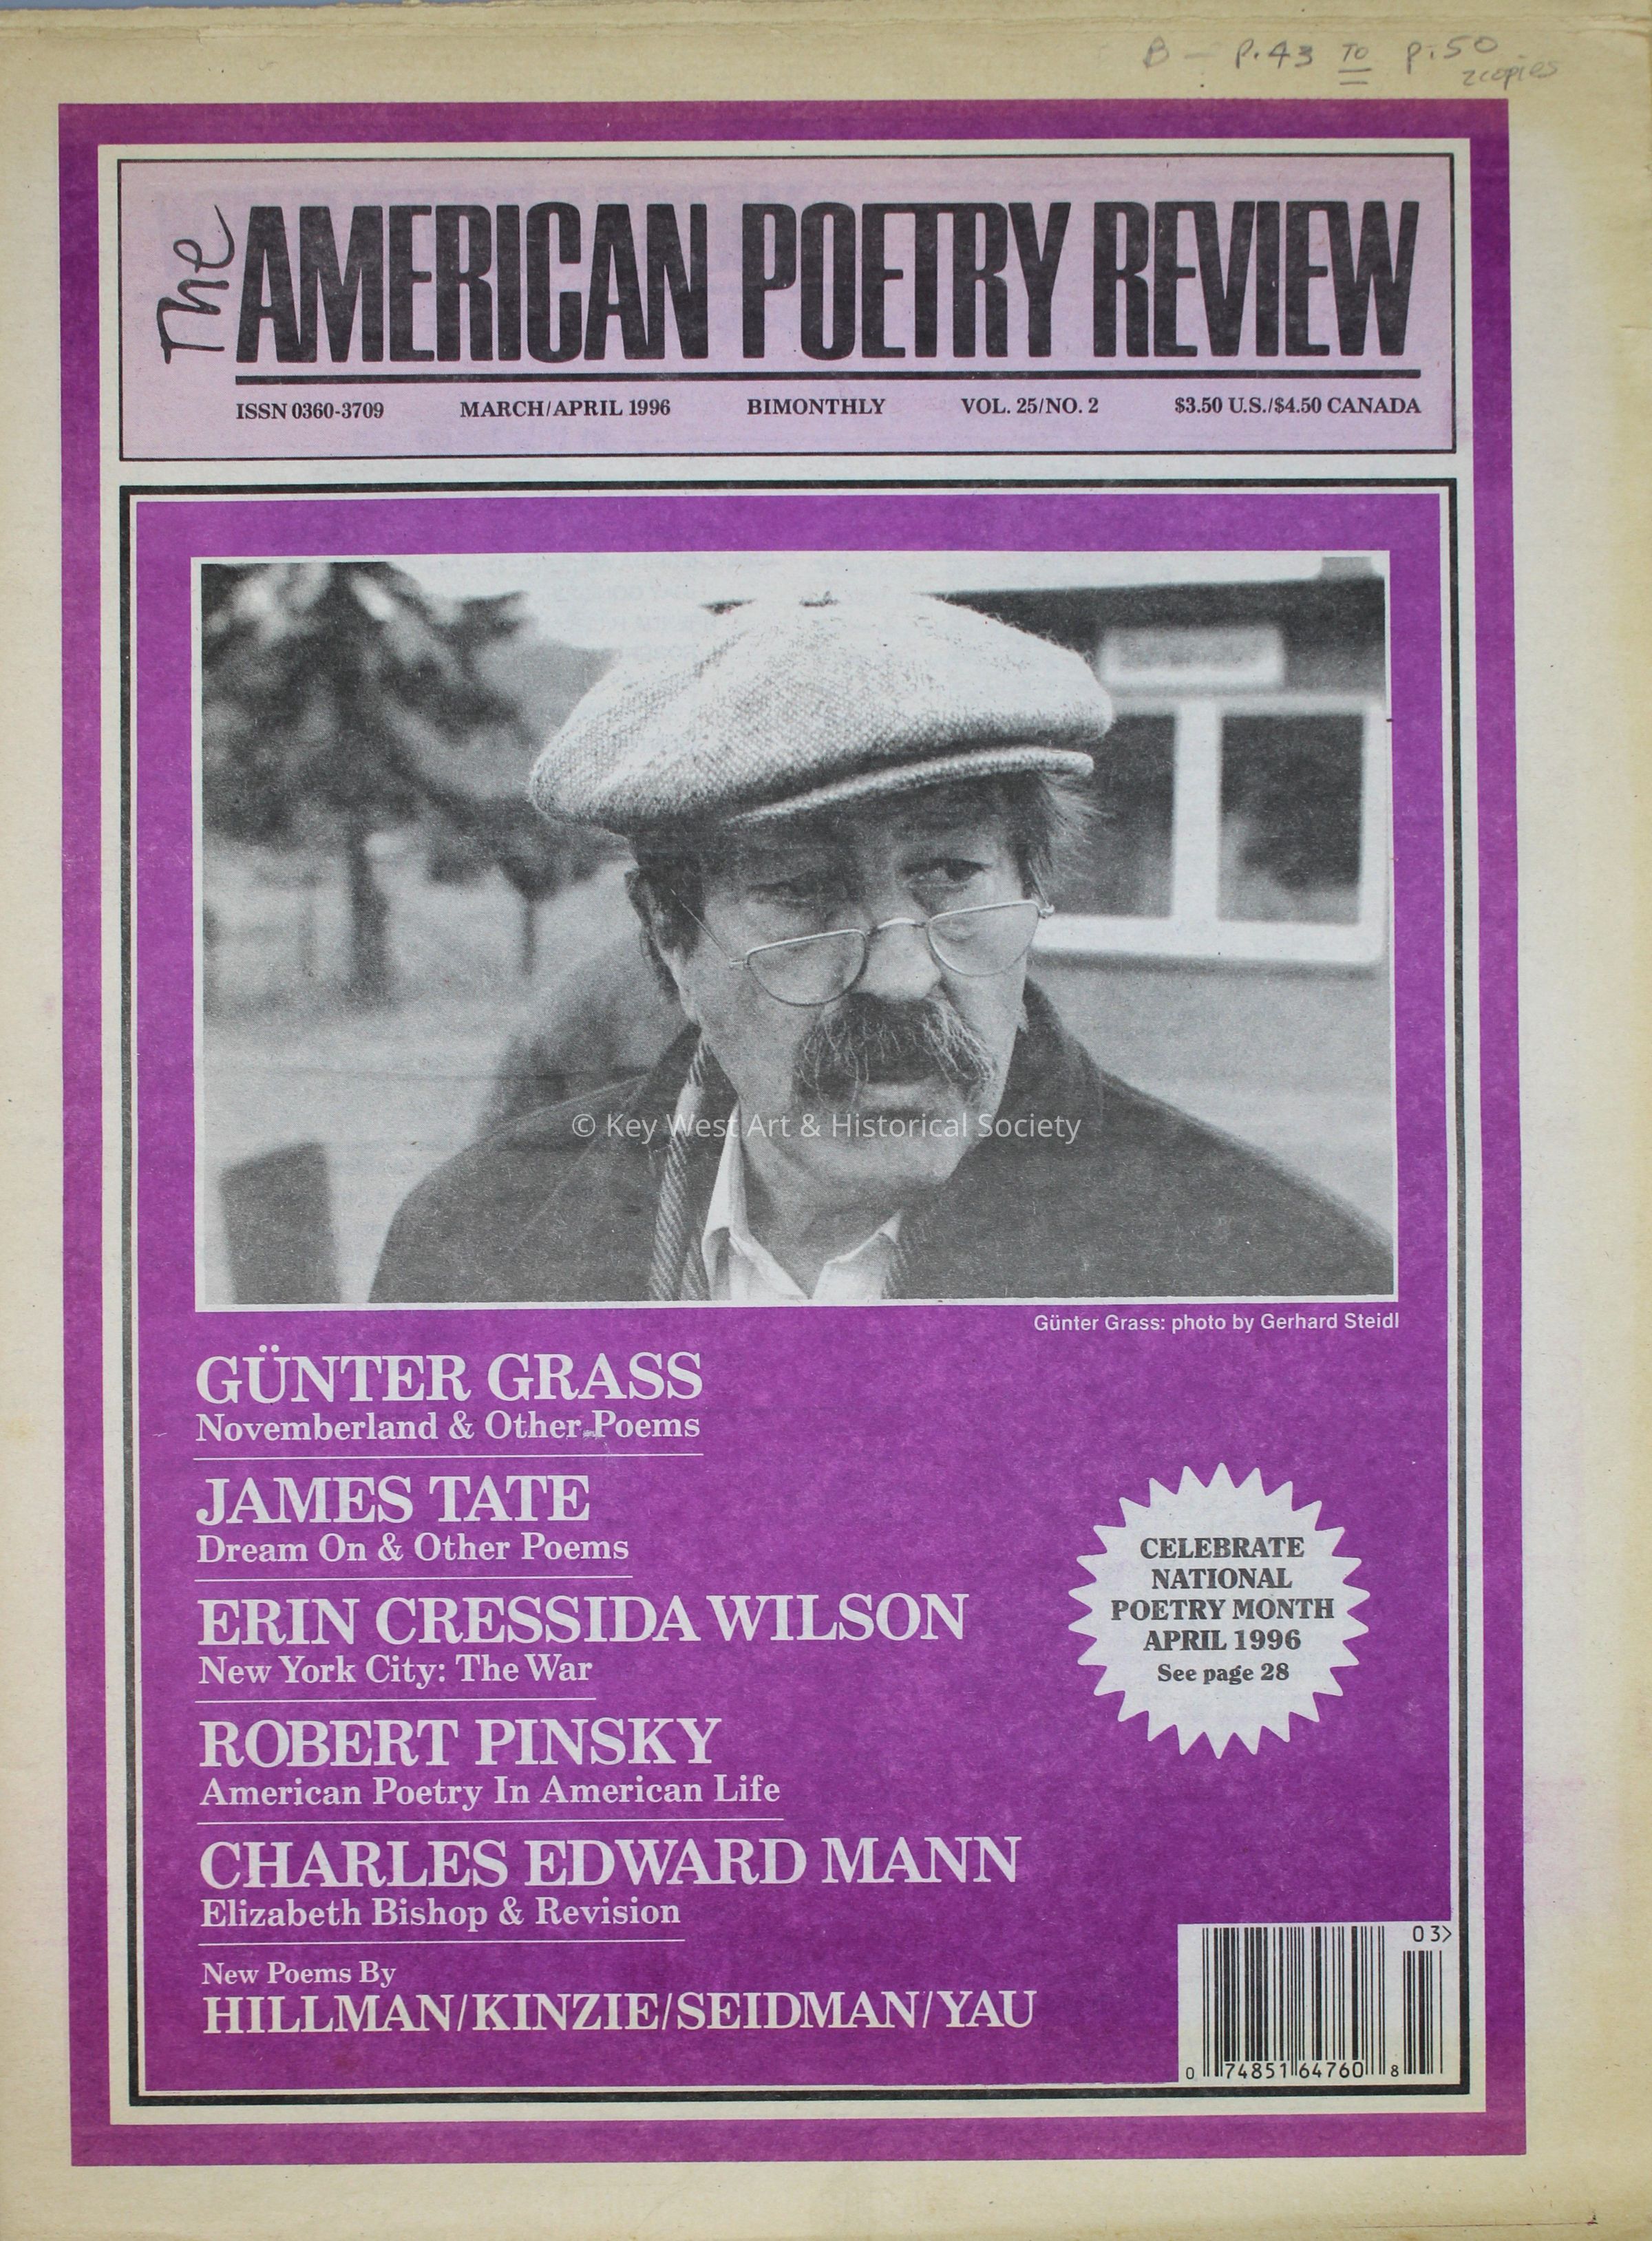 B - P.43 TO P.50
2 copies
The AMERICAN POETRY REVIEW
ISSN 0360-3709 MARCH/APRIL 1996 BIMONTHLY VOL. 25/NO. 2 $3.50 U.S./$4.50 CANADA
© Key West Art & Historical Society
Günter Grass: photo by Gerhard Steidl
GÜNTER GRASS
Novemberland & Other Poems
JAMES TATE
Dream On & Other Poems
ERIN CRESSIDA WILSON
New York City: The War
ROBERT PINSKY
American Poetry In American Life
CHARLES EDWARD MANN
Elizabeth Bishop & Revision
New Poems By
HILLMAN/KINZIE/SEIDMAN/YAU
CELEBRATE
NATIONAL
POETRY MONTH
APRIL 1996
See page 28
03>
0 74851 64760 8